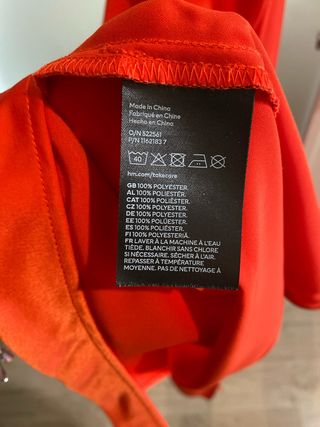 Made in China
Fabriqué en Chine
Hecho en China
O/N 522561
P/N 1162183 7
40
hm.com/takecare
GB 100% POLYESTER.
AL 100% POLIESTËR.
CAT 100% POLIÈSTER.
CZ 100% POLYESTER.
DE 100% POLYESTER.
EE 100% POLÜESTER.
ES 100% POLIÉSTER.
FI 100% POLYESTERIÄ.
FR LAVER À LA MACHINE À L'EAU
TIÈDE. BLANCHIR SANS CHLORE
SI NÉCESSAIRE. SÉCHER À L'AIR.
REPASSER À TEMPÉRATURE
MOYENNE. PAS DE NETTOYAGE À